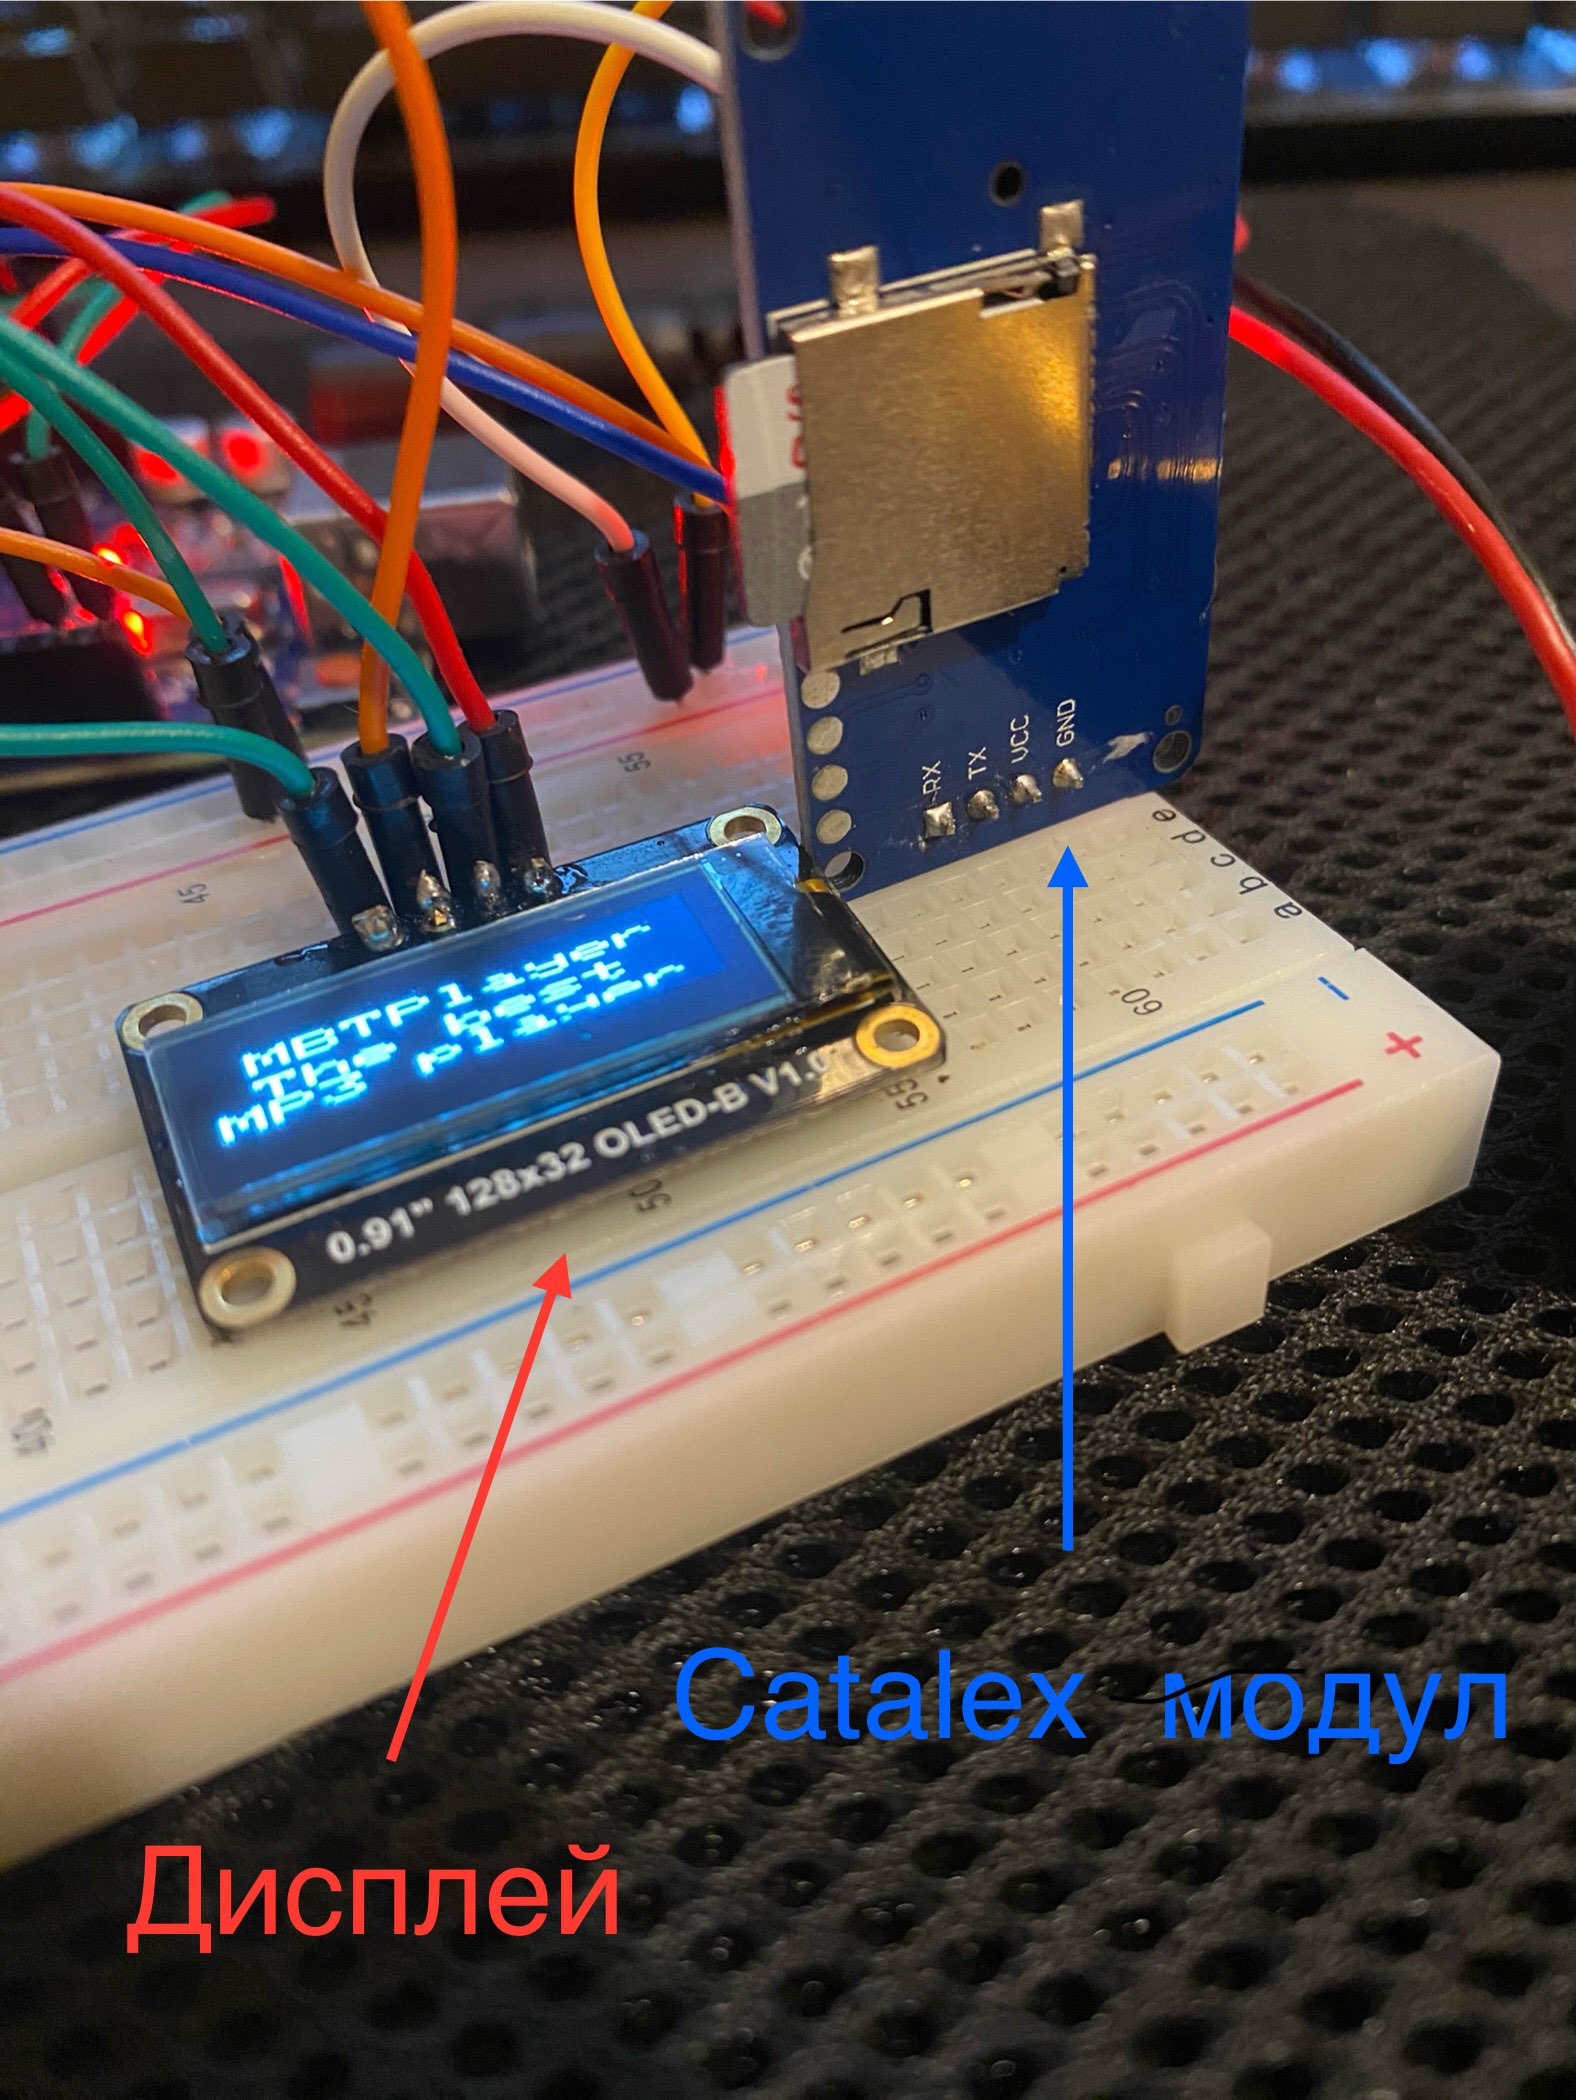 RX
TX
VCC
GND
55
45
e
d
c
b
a
MBTPlayer
The best
MP3 player
60
-
+
0.91" 128x32 OLED-B V1.0
55
50
45
40
Catalex модул
Дисплей